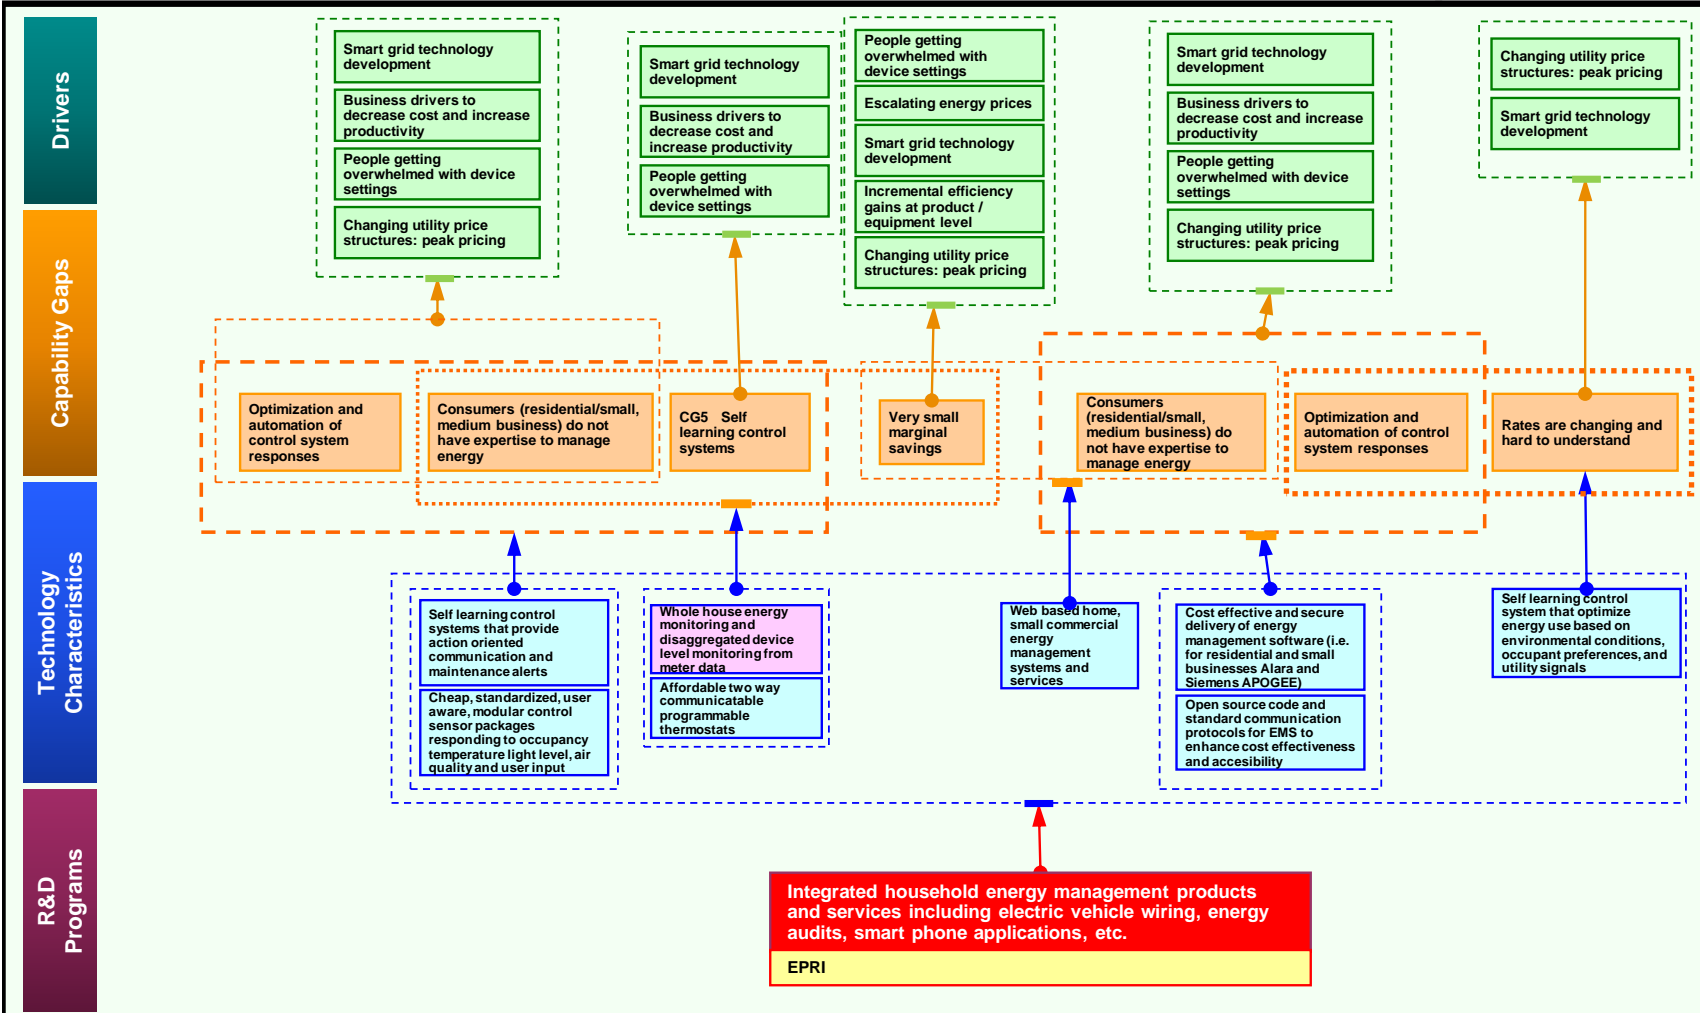 Drivers
Smart grid technology
development
Business drivers to
decrease cost and increase
productivity
People getting
overwhelmed with device
settings
Changing utility price
structures: peak pricing
Smart grid technology
development
Business drivers to
decrease cost and
increase productivity
People getting
overwhelmed with
device settings
People getting
overwhelmed with
device settings
Escalating energy prices
Smart grid technology
development
Incremental efficiency
gains at product /
equipment level
Changing utility price
structures: peak pricing
Smart grid technology
development
Business drivers to
decrease cost and increase
productivity
People getting
overwhelmed with device
settings
Changing utility price
structures: peak pricing
Changing utility price
structures: peak pricing
Smart grid technology
development
Capability Gaps
Optimization and
automation of
control system
responses
Consumers (residential/small,
medium business) do not
have expertise to manage
energy
CG5 Self
learning control
systems
Very small
marginal
savings
Consumers
(residential/small,
medium business) do
not have expertise to
manage energy
Optimization and
automation of control
system responses
Rates are changing and
hard to understand
Technology
Characteristics
Self learning control
systems that provide
action oriented
communication and
maintenance alerts
Cheap, standardized, user
aware, modular control
sensor packages
responding to occupancy
temperature light level, air
quality and user input
Whole house energy
monitoring and
disaggregated device
level monitoring from
meter data
Affordable two way
communicatable
programmable
thermostats
Web based home,
small commercial
energy
management
systems and
services
Cost effective and secure
delivery of energy
management software (i.e.
for residential and small
businesses Alara and
Siemens APOGEE)
Open source code and
standard communication
protocols for EMS to
enhance cost effectiveness
and accesibility
Self learning control
system that optimize
energy use based on
environmental conditions,
occupant preferences, and
utility signals
R&D
Programs
Integrated household energy management products
and services including electric vehicle wiring, energy
audits, smart phone applications, etc.
EPRI